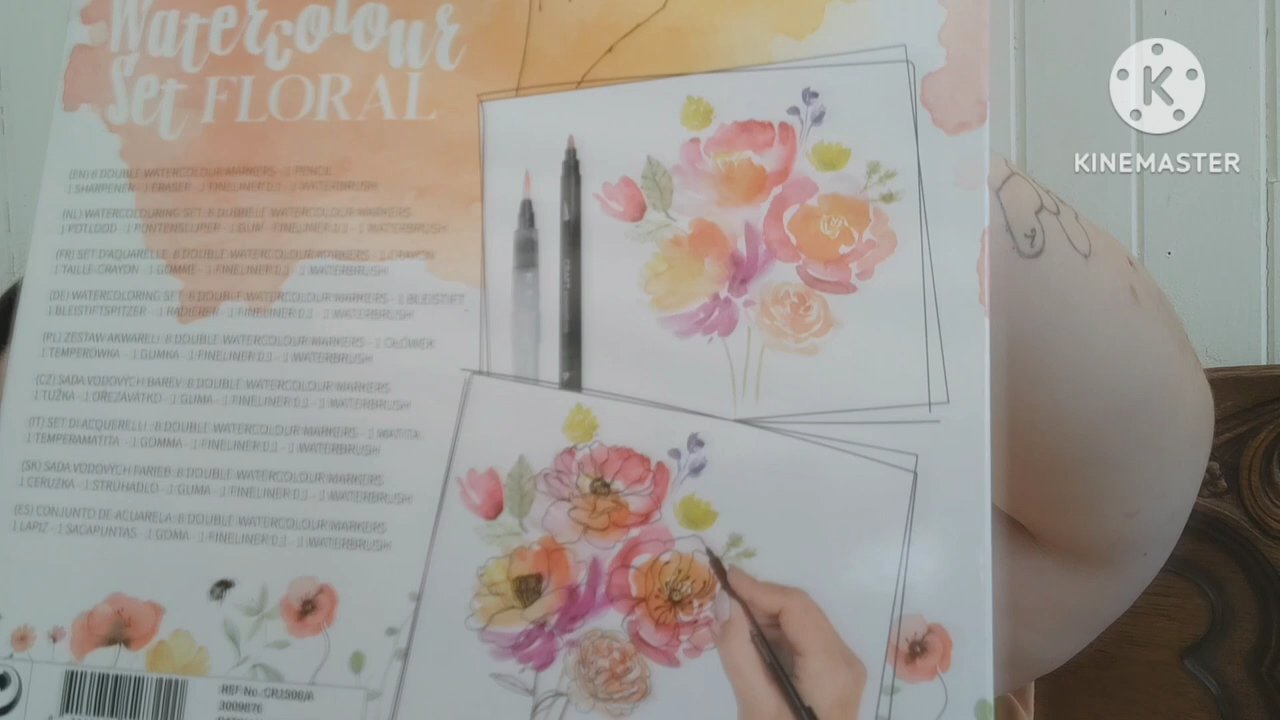 Watercolour
Set FLORAL
(EN) 8 DOUBLE WATERCOLOUR MARKERS - 1 PENCIL
1 SHARPENER - 1 ERASER - 1 FINELINER 0,1 - 1 WATERBRUSH
(NL) WATERCOLOURING SET: 8 DUBBELE WATERCOLOUR MARKERS
1 POTLOOD - 1 PUNTENSLIJPER - 1 GUM - FINELINER 0,1 - 1 WATERBRUSH
(FR) SET D'AQUARELLE: 8 DOUBLE WATERCOLOUR MARKERS - 1 CRAYON
1 TAILLE-CRAYON - 1 GOMME - 1 FINELINER 0,1 - 1 WATERBRUSH
(DE) WATERCOLORING SET: 8 DOUBLE WATERCOLOUR MARKERS - 1 BLEISTIFT
1 BLEISTIFTSPITZER - 1 RADIERER - 1 FINELINER 0,1 - 1 WATERBRUSH
(PL) ZESTAW AKWARELI: 8 DOUBLE WATERCOLOUR MARKERS - 1 OŁÓWEK
1 TEMPERÓWKA - 1 GUMKA - 1 FINELINER 0,1 - 1 WATERBRUSH
(CZ) SADA VODOVÝCH BAREV: 8 DOUBLE WATERCOLOUR MARKERS
1 TUŽKA - 1 OŘEZÁVÁTKO - 1 GUMA - 1 FINELINER 0,1 - 1 WATERBRUSH
(IT) SET DI ACQUERELLI: 8 DOUBLE WATERCOLOUR MARKERS - 1 MATITA
1 TEMPERAMATITA - 1 GOMMA - 1 FINELINER 0,1 - 1 WATERBRUSH
(SK) SADA VODOVÝCH FARIEB: 8 DOUBLE WATERCOLOUR MARKERS
1 CERUZKA - 1 STRÚHADLO - 1 GUMA - 1 FINELINER 0,1 - 1 WATERBRUSH
(ES) CONJUNTO DE ACUARELA: 8 DOUBLE WATERCOLOUR MARKERS
1 LAPIZ - 1 SACAPUNTAS - 1 GOMA - 1 FINELINER 0,1 - 1 WATERBRUSH
REF No.: CR1506/A
3009876
K
KINEMASTER